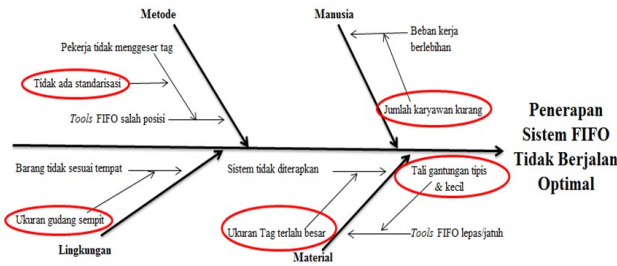 Metode
Manusia
Pekerja tidak menggeser tag
Beban kerja
berlebihan
Tidak ada standarisasi
Jumlah karyawan kurang
Tools FIFO salah posisi
Penerapan
Sistem FIFO
Tidak Berjalan
Optimal
Barang tidak sesuai tempat
Sistem tidak diterapkan
Tali gantungan tipis
& kecil
Ukuran gudang sempit
Ukuran Tag terlalu besar
Tools FIFO lepas/jatuh
Lingkungan
Material